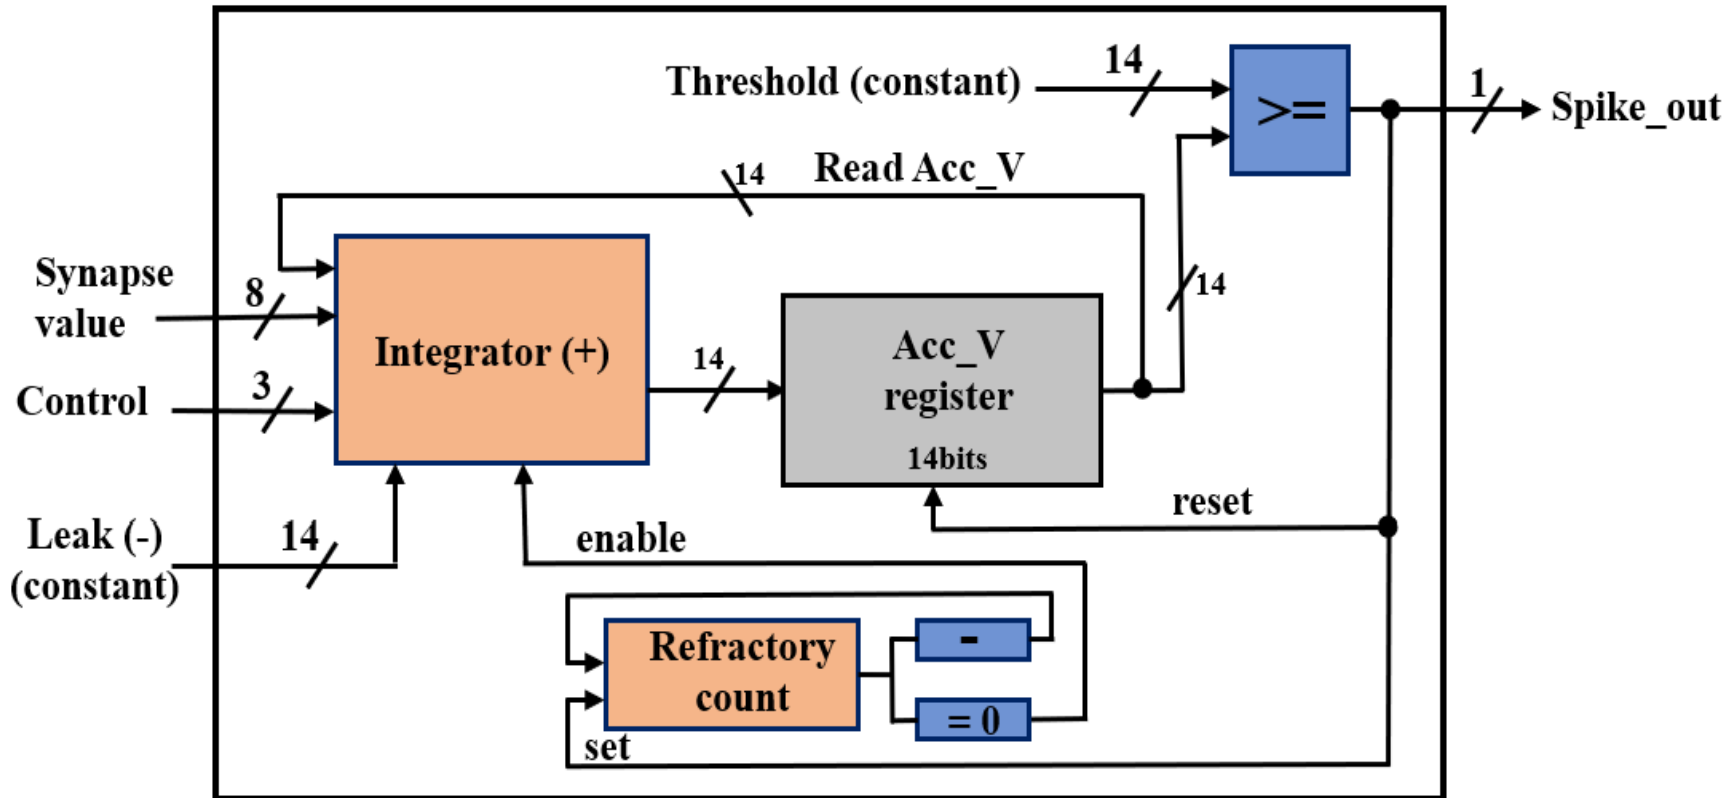 14
Threshold (constant)
>=
1
Spike_out
14
Read Acc_V
Synapse
value
8
Integrator (+)
14
Acc_V
register
14bits
14
Control
3
reset
Leak (-)
(constant)
14
enable
Refractory
count
-
= 0
set